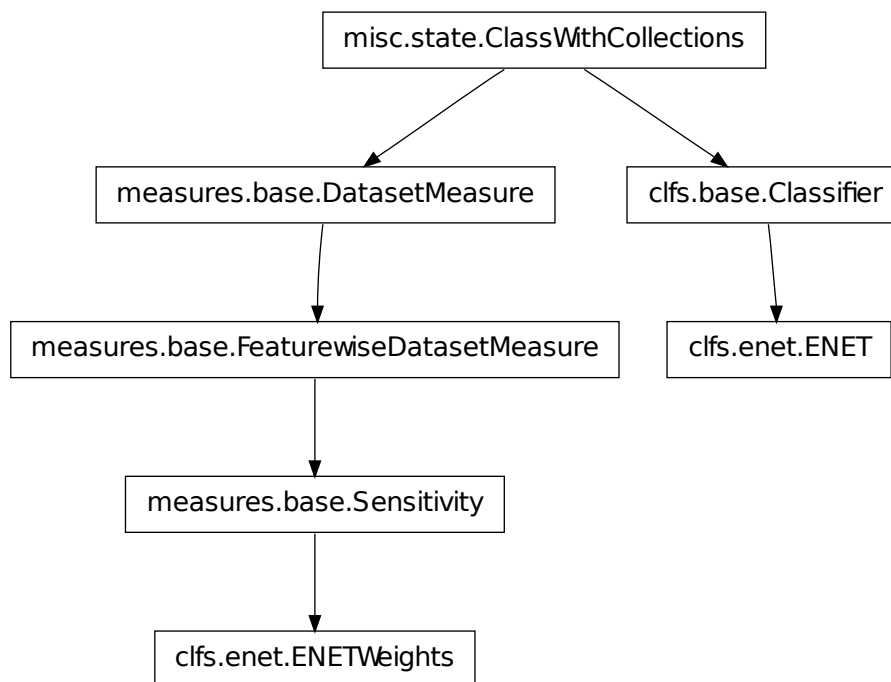 misc.state.ClassWithCollections
measures.base.DatasetMeasure
clfs.base.Classifier
measures.base.FeaturewiseDatasetMeasure
clfs.enet.ENET
measures.base.Sensitivity
clfs.enet.ENETWeights